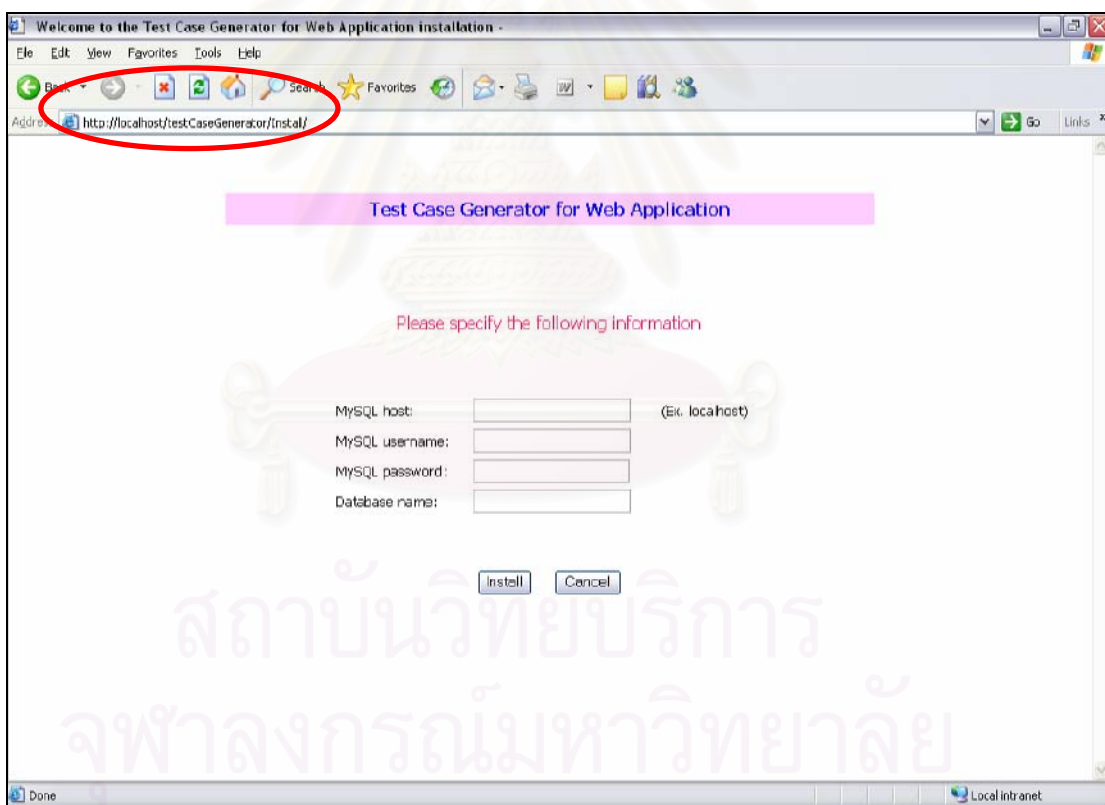 Welcome to the Test Case Generator for Web Application installation -
File Edit View Favorites Tools Help
Back Search Favorites
Address http://localhost/testCaseGenerator/Instal/ Go Links »
Test Case Generator for Web Application
Please specify the following information
MySQL host: (Ex. localhost)
MySQL username:
MySQL password:
Database name:
Install Cancel
สถาบันวิทยบริการ
จุฬาลงกรณ์มหาวิทยาลัย
Done Local intranet